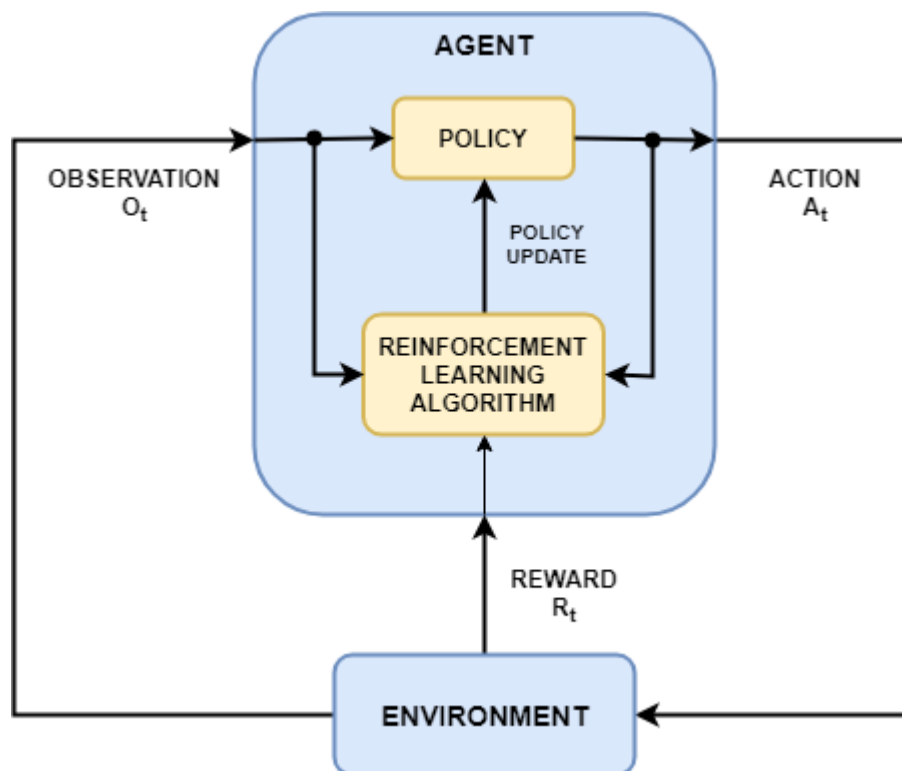 AGENT
POLICY
OBSERVATION
Oₜ
ACTION
Aₜ
POLICY
UPDATE
REINFORCEMENT
LEARNING
ALGORITHM
REWARD
Rₜ
ENVIRONMENT